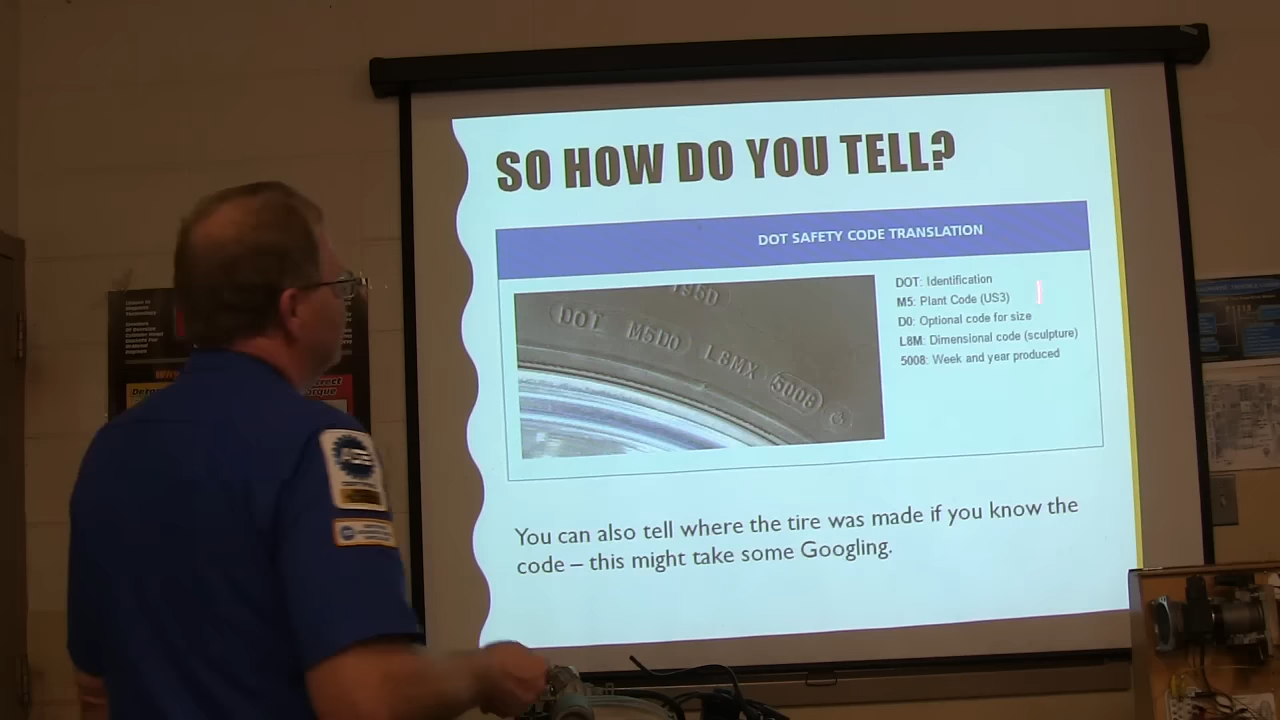 SO HOW DO YOU TELL?
DOT SAFETY CODE TRANSLATION
195D
DOT M5D0 L8MX 5008
DOT: Identification
M5: Plant Code (US3)
D0: Optional code for size
L8M: Dimensional code (sculpture)
5008: Week and year produced
You can also tell where the tire was made if you know the
code – this might take some Googling.
ASE